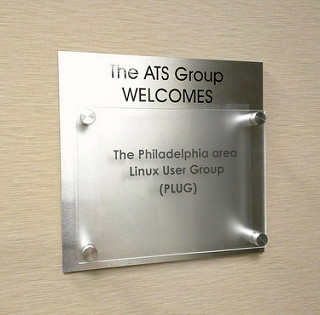 The ATS Group
WELCOMES
The Philadelphia area
Linux User Group
(PLUG)